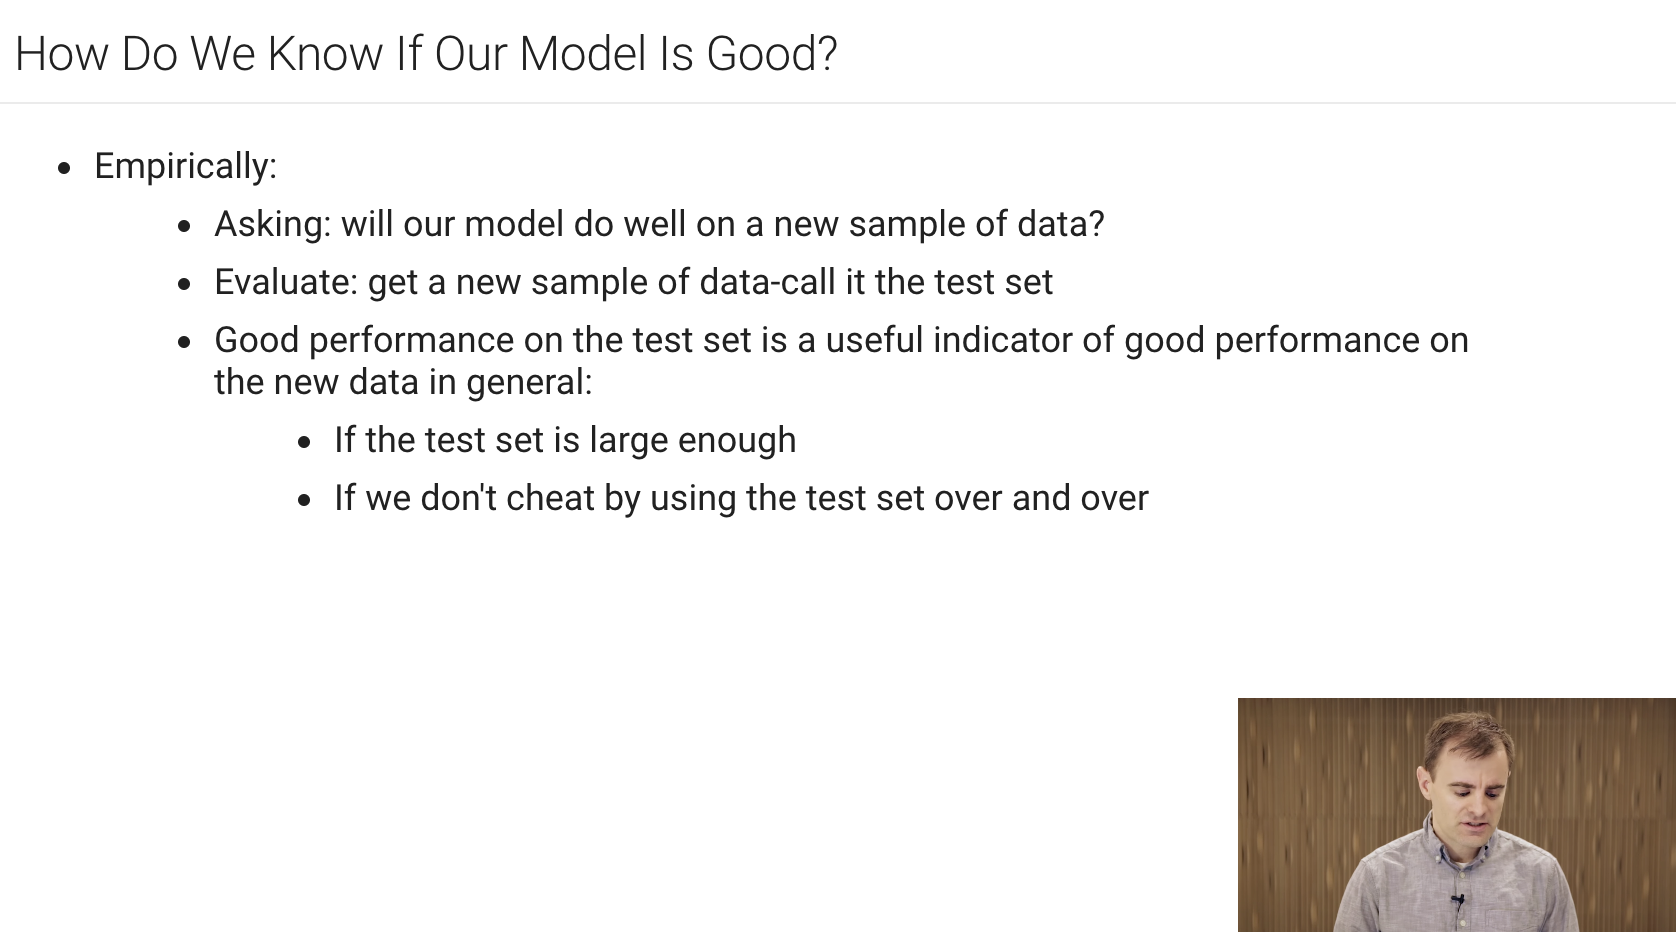 How Do We Know If Our Model Is Good?
Empirically:
Asking: will our model do well on a new sample of data?
Evaluate: get a new sample of data-call it the test set
Good performance on the test set is a useful indicator of good performance on
the new data in general:
If the test set is large enough
If we don't cheat by using the test set over and over